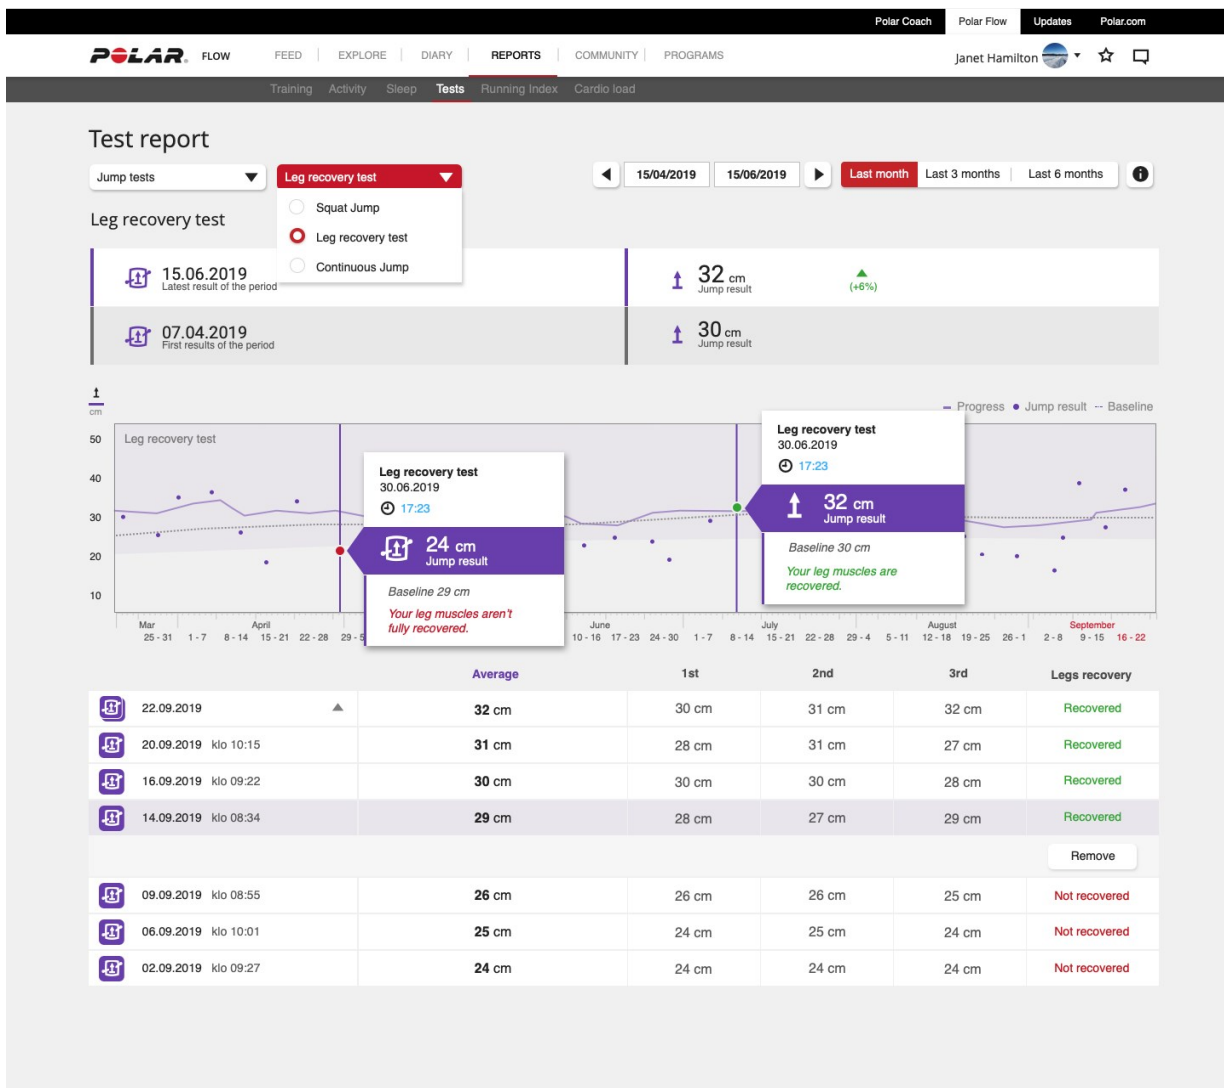 Polar Coach Polar Flow Updates Polar.com
POLAR. FLOW FEED EXPLORE DIARY REPORTS COMMUNITY PROGRAMS Janet Hamilton
Training Activity Sleep Tests Running Index Cardio load
Test report
Jump tests Leg recovery test 15/04/2019 15/06/2019 Last month Last 3 months Last 6 months i
Squat Jump
Leg recovery test
Leg recovery test
Continuous Jump
15.06.2019
Latest result of the period
32 cm
Jump result
(+6%)
07.04.2019
First results of the period
30 cm
Jump result
cm
Progress Jump result Baseline
50
40
30
20
10
Leg recovery test
Leg recovery test
30.06.2019
17:23
24 cm
Jump result
Baseline 29 cm
Your leg muscles aren't
fully recovered.
Leg recovery test
30.06.2019
17:23
32 cm
Jump result
Baseline 30 cm
Your leg muscles are
recovered.
Mar April June July August September
25 - 31 1 - 7 8 - 14 15 - 21 22 - 28 29 - 5 10 - 16 17 - 23 24 - 30 1 - 7 8 - 14 15 - 21 22 - 28 29 - 4 5 - 11 12 - 18 19 - 25 26 - 1 2 - 8 9 - 15 16 - 22
Average 1st 2nd 3rd Legs recovery
22.09.2019 32 cm 30 cm 31 cm 32 cm Recovered
20.09.2019 klo 10:15 31 cm 28 cm 31 cm 27 cm Recovered
16.09.2019 klo 09:22 30 cm 30 cm 30 cm 28 cm Recovered
14.09.2019 klo 08:34 29 cm 28 cm 27 cm 29 cm Recovered
Remove
09.09.2019 klo 08:55 26 cm 26 cm 26 cm 25 cm Not recovered
06.09.2019 klo 10:01 25 cm 24 cm 25 cm 24 cm Not recovered
02.09.2019 klo 09:27 24 cm 24 cm 24 cm 24 cm Not recovered